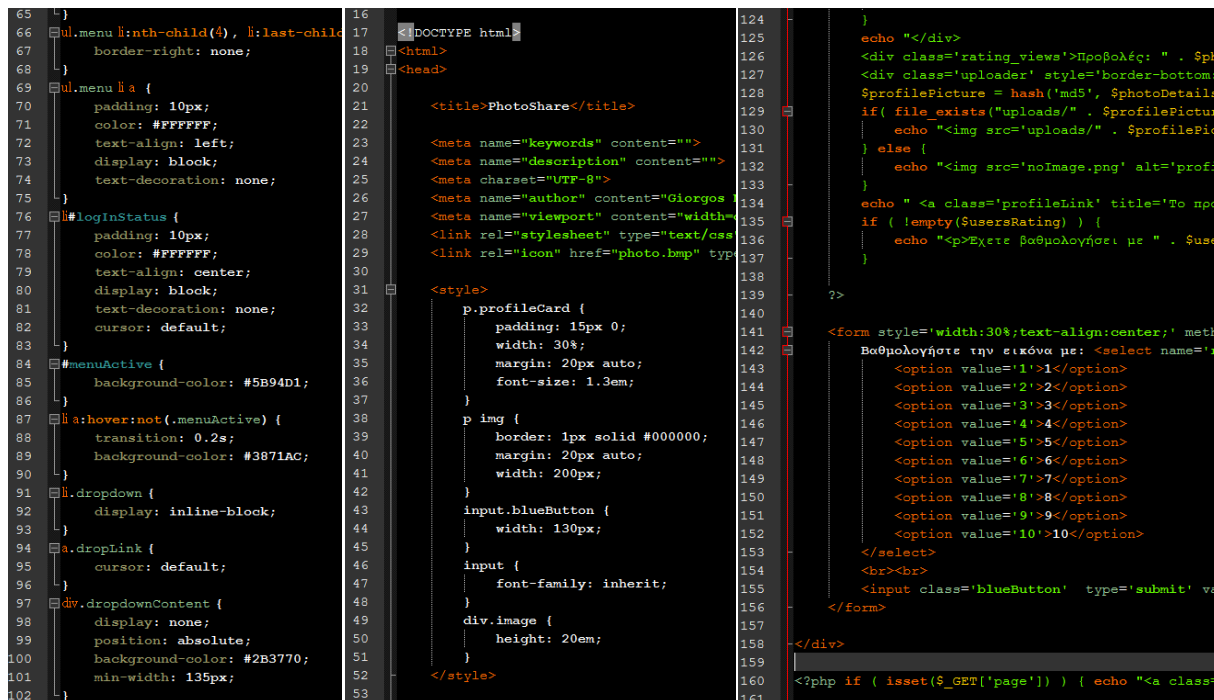 65 }
66 ul.menu li:nth-child(4), li:last-child
67 border-right: none;
68 }
69 ul.menu li a {
70 padding: 10px;
71 color: #FFFFFF;
72 text-align: left;
73 display: block;
74 text-decoration: none;
75 }
76 li#logInStatus {
77 padding: 10px;
78 color: #FFFFFF;
79 text-align: center;
80 display: block;
81 text-decoration: none;
82 cursor: default;
83 }
84 #menuActive {
85 background-color: #5B94D1;
86 }
87 li a:hover:not(.menuActive) {
88 transition: 0.2s;
89 background-color: #3871AC;
90 }
91 li.dropdown {
92 display: inline-block;
93 }
94 a.dropLink {
95 cursor: default;
96 }
97 div.dropdownContent {
98 display: none;
99 position: absolute;
100 background-color: #2B3770;
101 min-width: 135px;
102 }
16
17 <!DOCTYPE html>
18 <html>
19 <head>
20
21 <title>PhotoShare</title>
22
23 <meta name="keywords" content="">
24 <meta name="description" content="">
25 <meta charset="UTF-8">
26 <meta name="author" content="Giorgos
27 <meta name="viewport" content="width=
28 <link rel="stylesheet" type="text/css"
29 <link rel="icon" href="photo.bmp" typ
30
31 <style>
32 p.profileCard {
33 padding: 15px 0;
34 width: 30%;
35 margin: 20px auto;
36 font-size: 1.3em;
37 }
38 p img {
39 border: 1px solid #000000;
40 margin: 20px auto;
41 width: 200px;
42 }
43 input.blueButton {
44 width: 130px;
45 }
46 input {
47 font-family: inherit;
48 }
49 div.image {
50 height: 20em;
51 }
52 </style>
53
124 }
125 echo "</div>
126 <div class='rating_views'>Προβολές: " . $ph
127 <div class='uploader' style='border-bottom:
128 $profilePicture = hash('md5', $photoDetails
129 if( file_exists("uploads/" . $profilePictur
130 echo "<img src='uploads/" . $profilePic
131 } else {
132 echo "<img src='noImage.png' alt='profi
133 }
134 echo " <a class='profileLink' title='Το προ
135 if ( !empty($usersRating) ) {
136 echo "<p>Έχετε βαθμολογήσει με " . $use
137 }
138
139 ?>
140
141 <form style='width:30%;text-align:center;' meth
142 Βαθμολογήστε την εικόνα με: <select name='r
143 <option value='1'>1</option>
144 <option value='2'>2</option>
145 <option value='3'>3</option>
146 <option value='4'>4</option>
147 <option value='5'>5</option>
148 <option value='6'>6</option>
149 <option value='7'>7</option>
150 <option value='8'>8</option>
151 <option value='9'>9</option>
152 <option value='10'>10</option>
153 </select>
154 <br><br>
155 <input class='blueButton' type='submit' va
156 </form>
157
158 </div>
159
160 <?php if ( isset($_GET['page']) ) { echo "<a class=
161